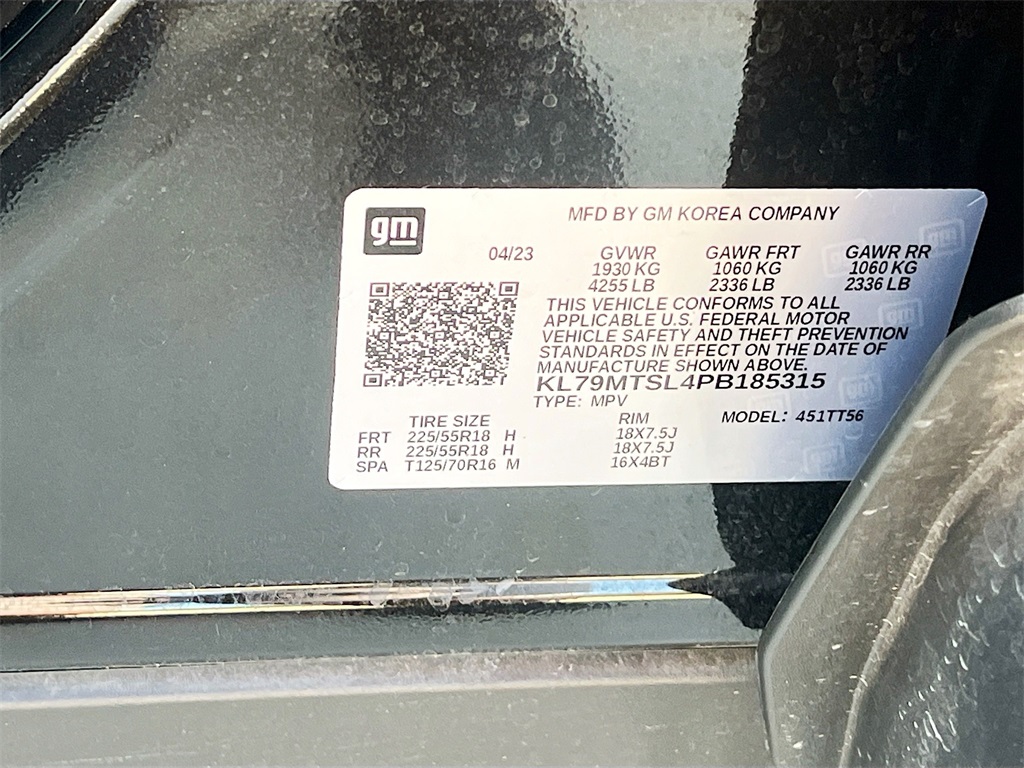 gm
MFD BY GM KOREA COMPANY
04/23 GVWR GAWR FRT GAWR RR
1930 KG 1060 KG 1060 KG
4255 LB 2336 LB 2336 LB
THIS VEHICLE CONFORMS TO ALL
APPLICABLE U.S. FEDERAL MOTOR
VEHICLE SAFETY AND THEFT PREVENTION
STANDARDS IN EFFECT ON THE DATE OF
MANUFACTURE SHOWN ABOVE.
KL79MTSL4PB185315
TYPE: MPV
TIRE SIZE RIM MODEL: 451TT56
FRT 225/55R18 H 18X7.5J
RR 225/55R18 H 18X7.5J
SPA T125/70R16 M 16X4BT